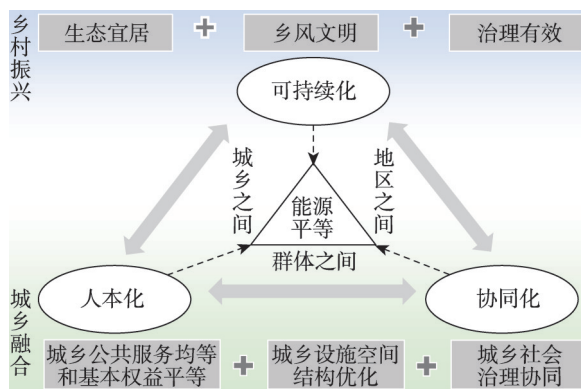 乡村振兴
生态宜居
+
乡风文明
+
治理有效
可持续化
城乡之间
地区之间
能源
平等
群体之间
人本化
协同化
城乡融合
城乡公共服务均等
和基本权益平等
+
城乡设施空间
结构优化
+
城乡社会
治理协同